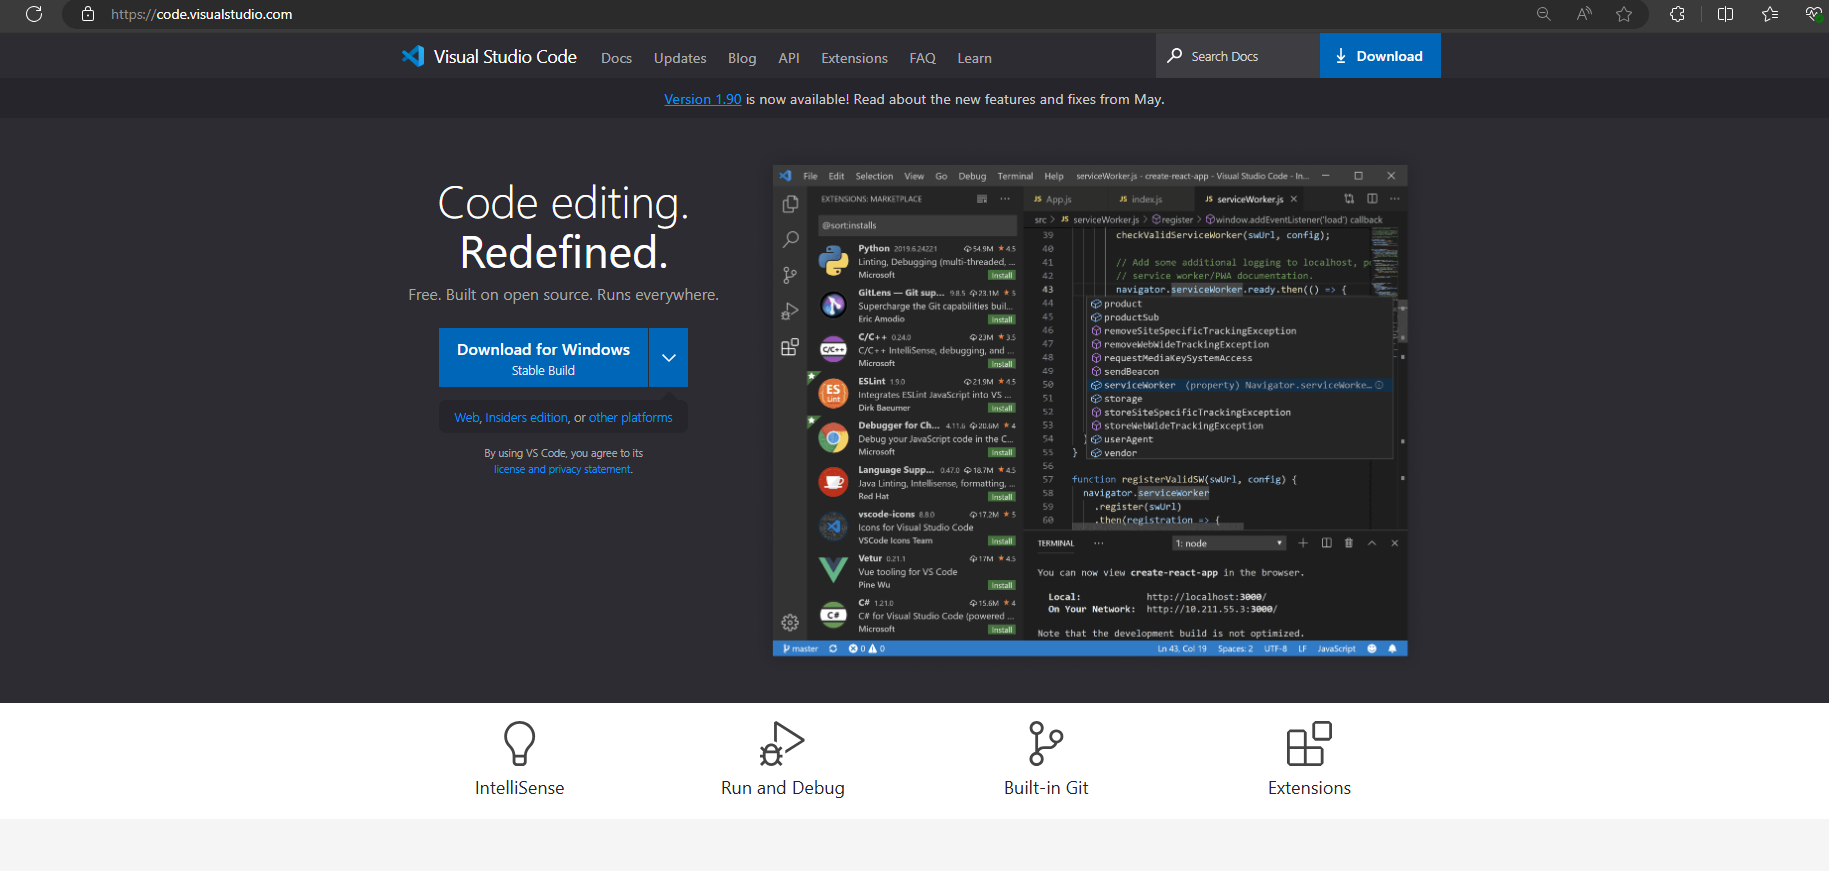 https://code.visualstudio.com
Visual Studio Code
Docs
Updates
Blog
API
Extensions
FAQ
Learn
Search Docs
Download
Version 1.90 is now available! Read about the new features and fixes from May.
Code editing.
Redefined.
Free. Built on open source. Runs everywhere.
Download for Windows
Stable Build
Web, Insiders edition, or other platforms
By using VS Code, you agree to its
license and privacy statement.
File Edit Selection View Go Debug Terminal Help serviceWorker.js - create-react-app - Visual Studio Code - In...
EXTENSIONS: MARKETPLACE
@sort:installs
Python 2019.6.24221 54.9M 4.5
Linting, Debugging (multi-threaded, ...
Microsoft Install
GitLens — Git sup... 9.8.5 23.1M 5
Supercharge the Git capabilities buil...
Eric Amodio Install
C/C++ 0.24.0 23M 3.5
C/C++ IntelliSense, debugging, and ...
Microsoft Install
ESLint 1.9.0 21.9M 4.5
Integrates ESLint JavaScript into VS ...
Dirk Baeumer Install
Debugger for Ch... 4.11.6 20.6M 4
Debug your JavaScript code in the C...
Microsoft Install
Language Supp... 0.47.0 18.7M 4.5
Java Linting, Intellisense, formatting, ...
Red Hat Install
vscode-icons 8.8.0 17.2M 5
Icons for Visual Studio Code
VSCode Icons Team Install
Vetur 0.21.1 17M 4.5
Vue tooling for VS Code
Pine Wu Install
C# 1.21.0 15.6M 4
C# for Visual Studio Code (powered ...
Microsoft Install
JS App.js JS index.js JS serviceWorker.js
src > JS serviceWorker.js > register > window.addEventListener('load') callback
39 checkValidServiceWorker(swUrl, config);
40
41 // Add some additional logging to localhost, p
42 // service worker/PWA documentation.
43 navigator.serviceWorker.ready.then(() => {
44 product
45 productSub
46 removeSiteSpecificTrackingException
47 removeWebWideTrackingException
48 requestMediaKeySystemAccess
49 sendBeacon
50 serviceWorker (property) Navigator.serviceWorke...
51 storage
52 storeSiteSpecificTrackingException
53 storeWebWideTrackingException
54 } userAgent
55 } vendor
56
57 function registerValidSW(swUrl, config) {
58 navigator.serviceWorker
59 .register(swUrl)
60 .then(registration => {
TERMINAL ... 1: node
You can now view create-react-app in the browser.
Local: http://localhost:3000/
On Your Network: http://10.211.55.3:3000/
Note that the development build is not optimized.
master 0 0 Ln 43, Col 19 Spaces: 2 UTF-8 LF JavaScript
IntelliSense
Run and Debug
Built-in Git
Extensions